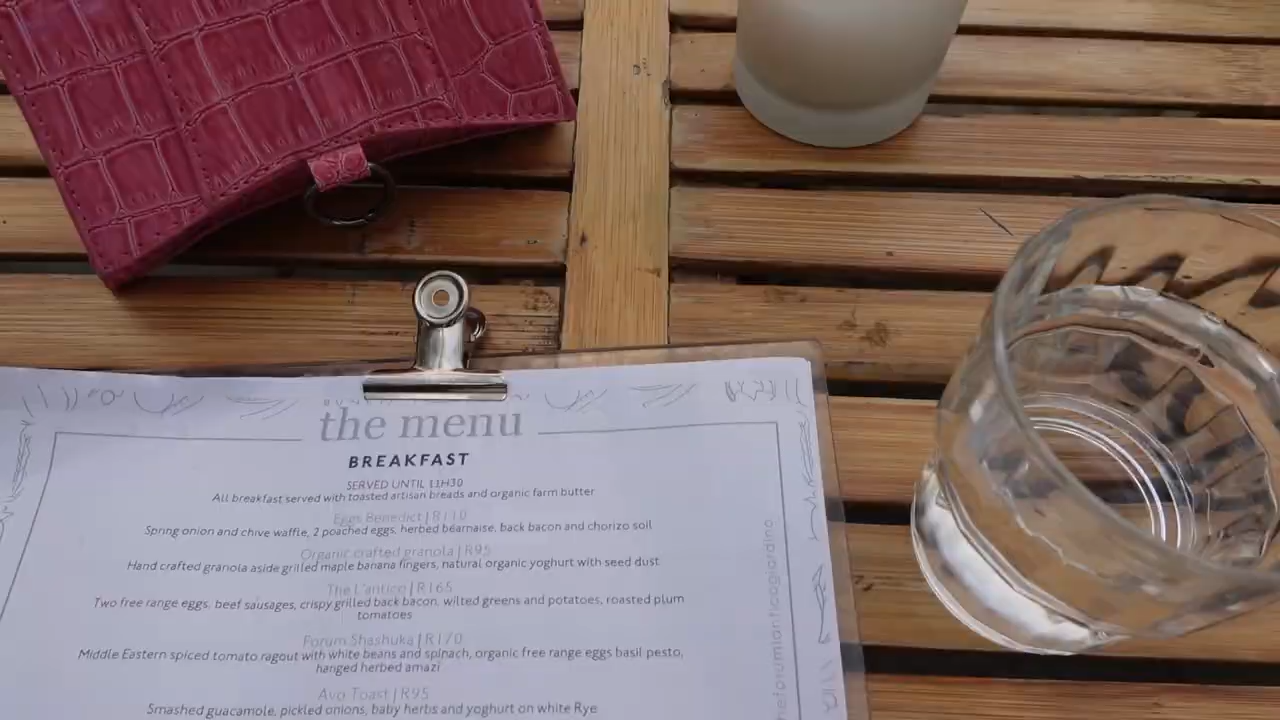 the menu
BREAKFAST
SERVED UNTIL 11H30
All breakfast served with toasted artisan breads and organic farm butter
Eggs Benedict | R110
Spring onion and chive waffle, 2 poached eggs, herbed bearnaise, back bacon and chorizo soil
Organic crafted granola | R95
Hand crafted granola aside grilled maple banana fingers, natural organic yoghurt with seed dust
The L'antico | R165
Two free range eggs, beef sausages, crispy grilled back bacon, wilted greens and potatoes, roasted plum
tomatoes
Forum Shashuka | R170
Middle Eastern spiced tomato ragout with white beans and spinach, organic free range eggs basil pesto,
hanged herbed amazi
Avo Toast | R95
Smashed guacamole, pickled onions, baby herbs and yoghurt on white Rye
theforumlanticogiardino